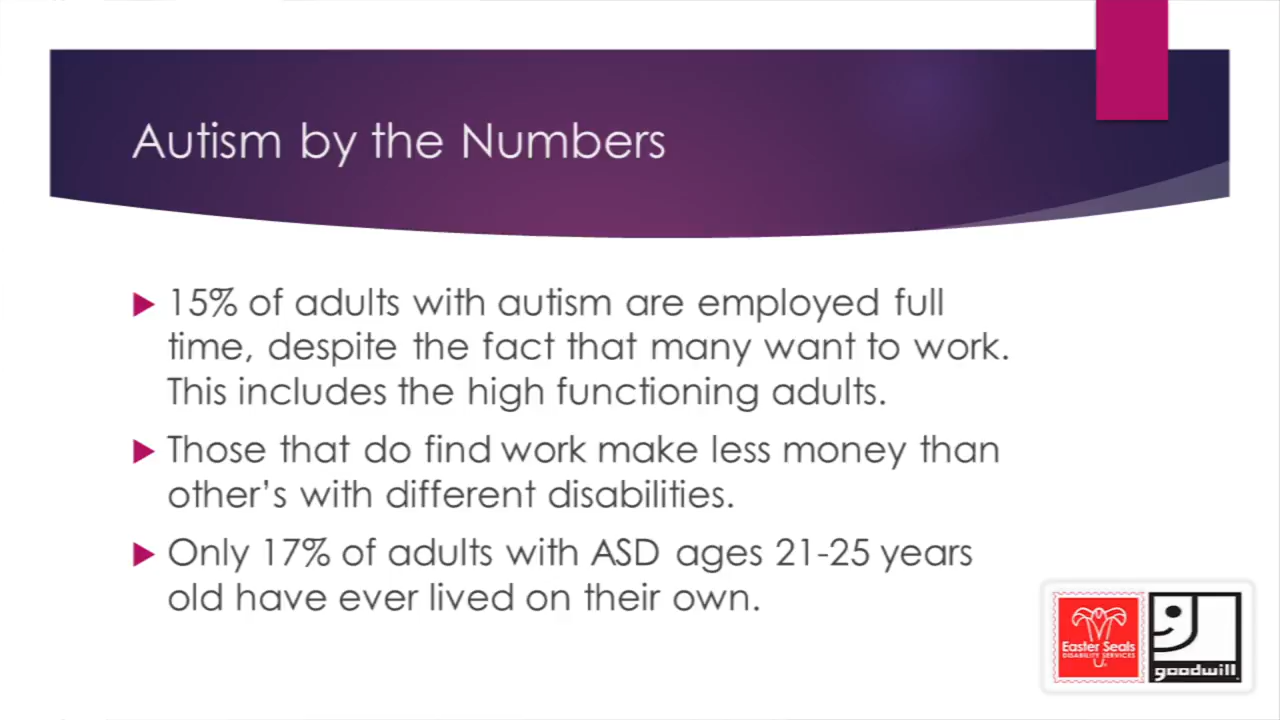 Autism by the Numbers
15% of adults with autism are employed full
time, despite the fact that many want to work.
This includes the high functioning adults.
Those that do find work make less money than
other’s with different disabilities.
Only 17% of adults with ASD ages 21-25 years
old have ever lived on their own.
Easter Seals
DISABILITY SERVICES
goodwill